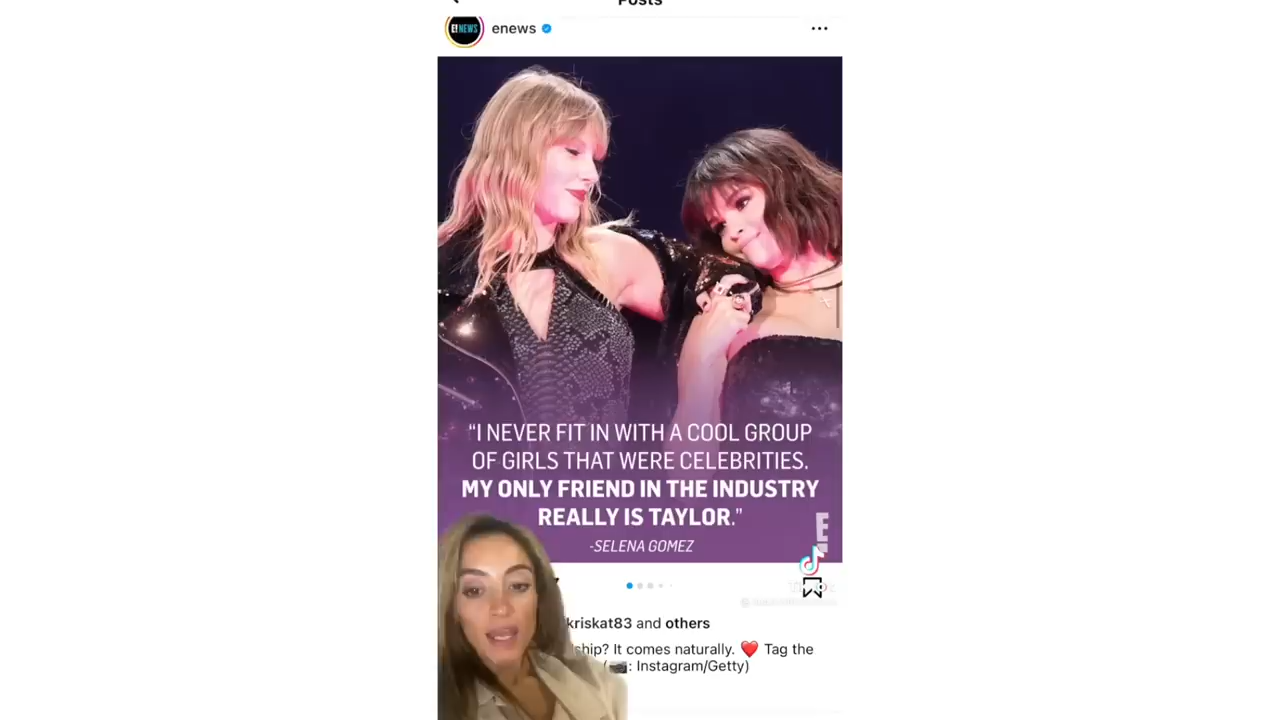 Posts
E! NEWS
enews
“I NEVER FIT IN WITH A COOL GROUP
OF GIRLS THAT WERE CELEBRITIES.
MY ONLY FRIEND IN THE INDUSTRY
REALLY IS TAYLOR.”
-SELENA GOMEZ
E!
kriskat83 and others
ship? It comes naturally. ❤️ Tag the
(📷: Instagram/Getty)